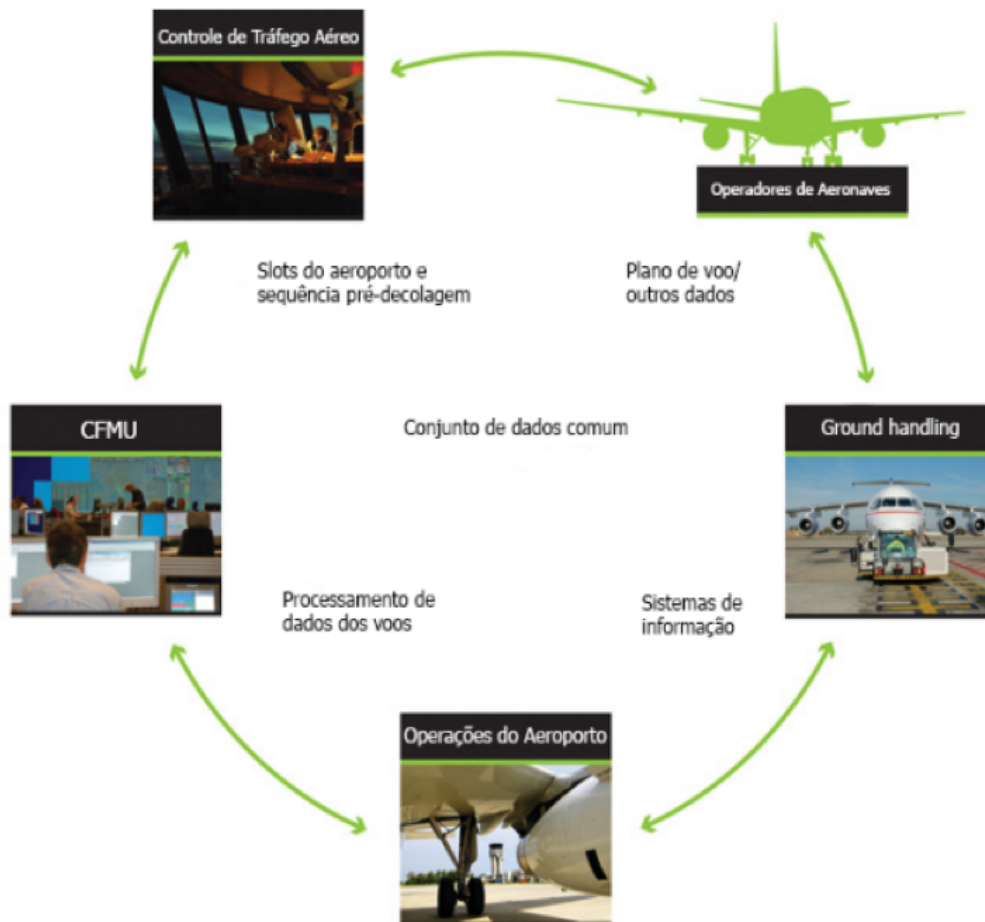 Controle de Tráfego Aéreo
Operadores de Aeronaves
Slots do aeroporto e
sequência pré-decolagem
Plano de voo/
outros dados
CFMU
Conjunto de dados comum
Ground handling
Processamento de
dados dos voos
Sistemas de
informação
Operações do Aeroporto